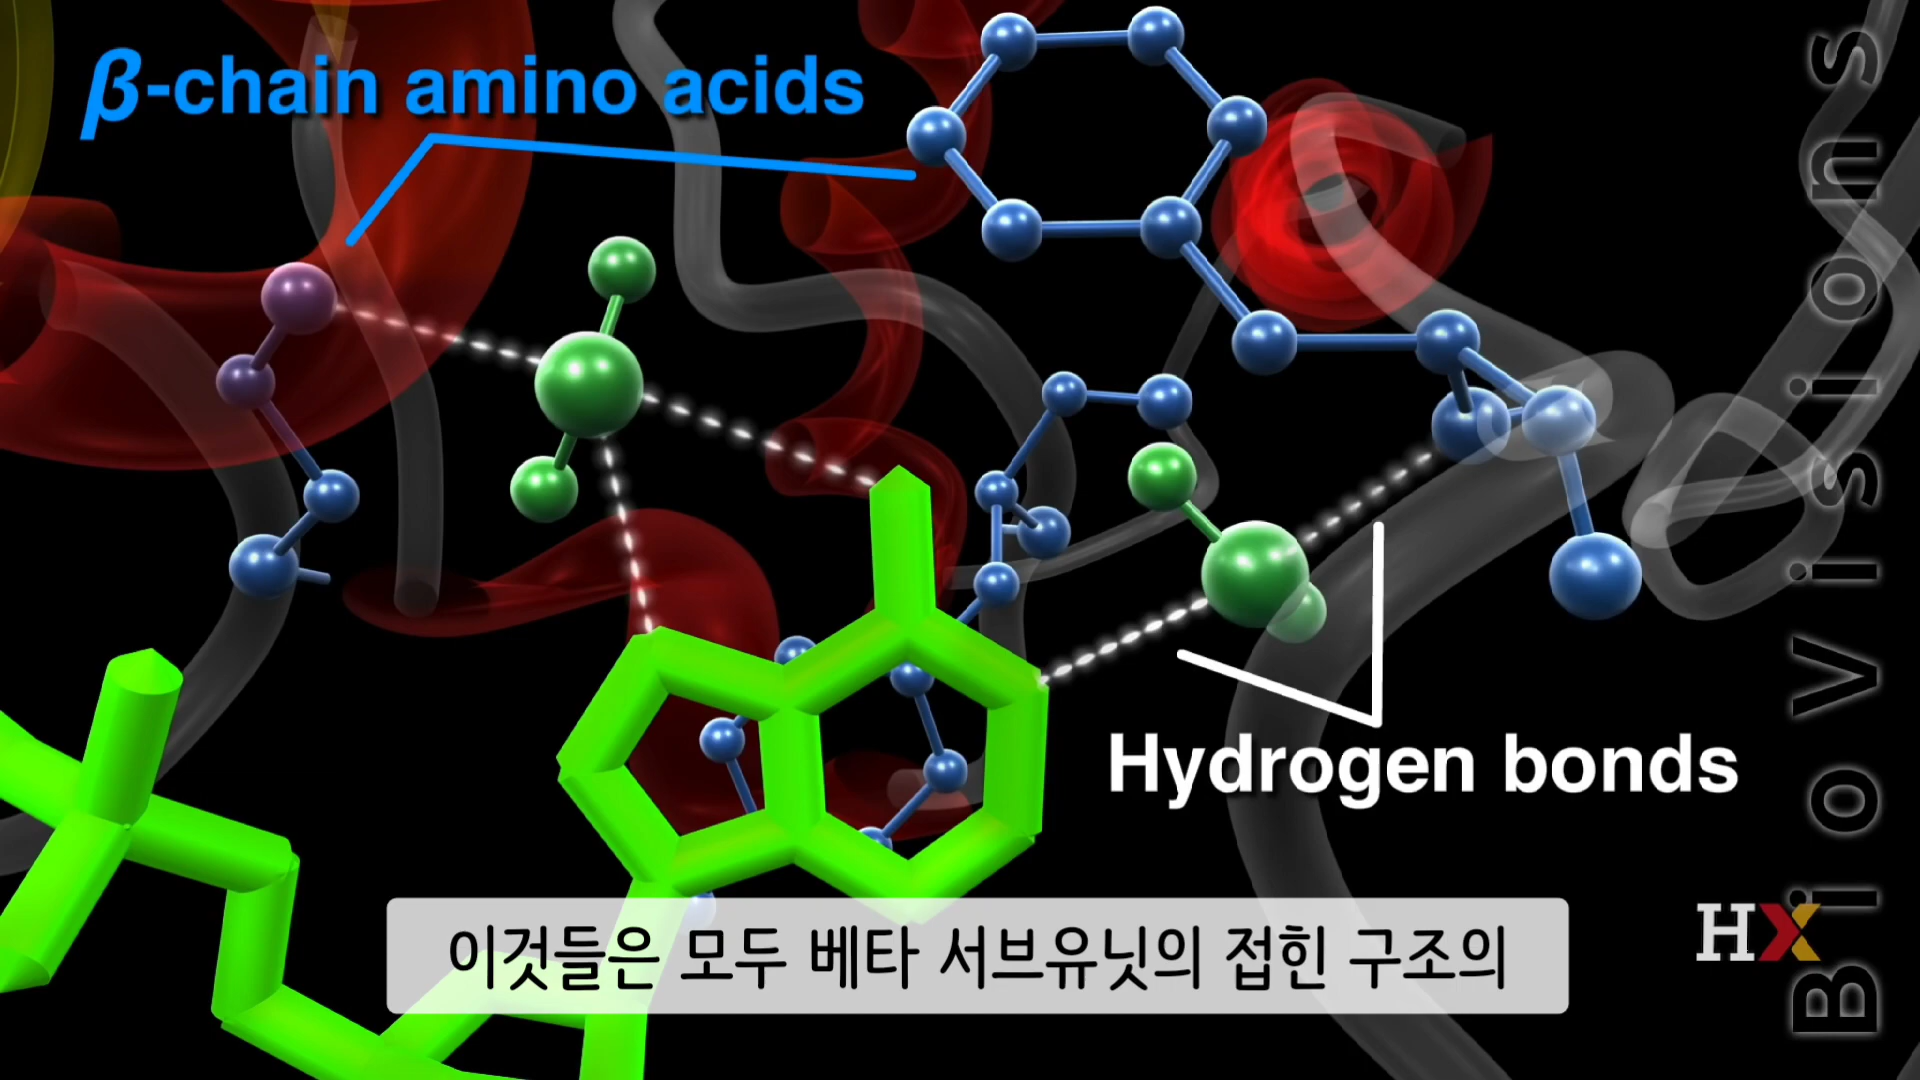 β-chain amino acids
Hydrogen bonds
BioVisions
HX
이것들은 모두 베타 서브유닛의 접힌 구조의